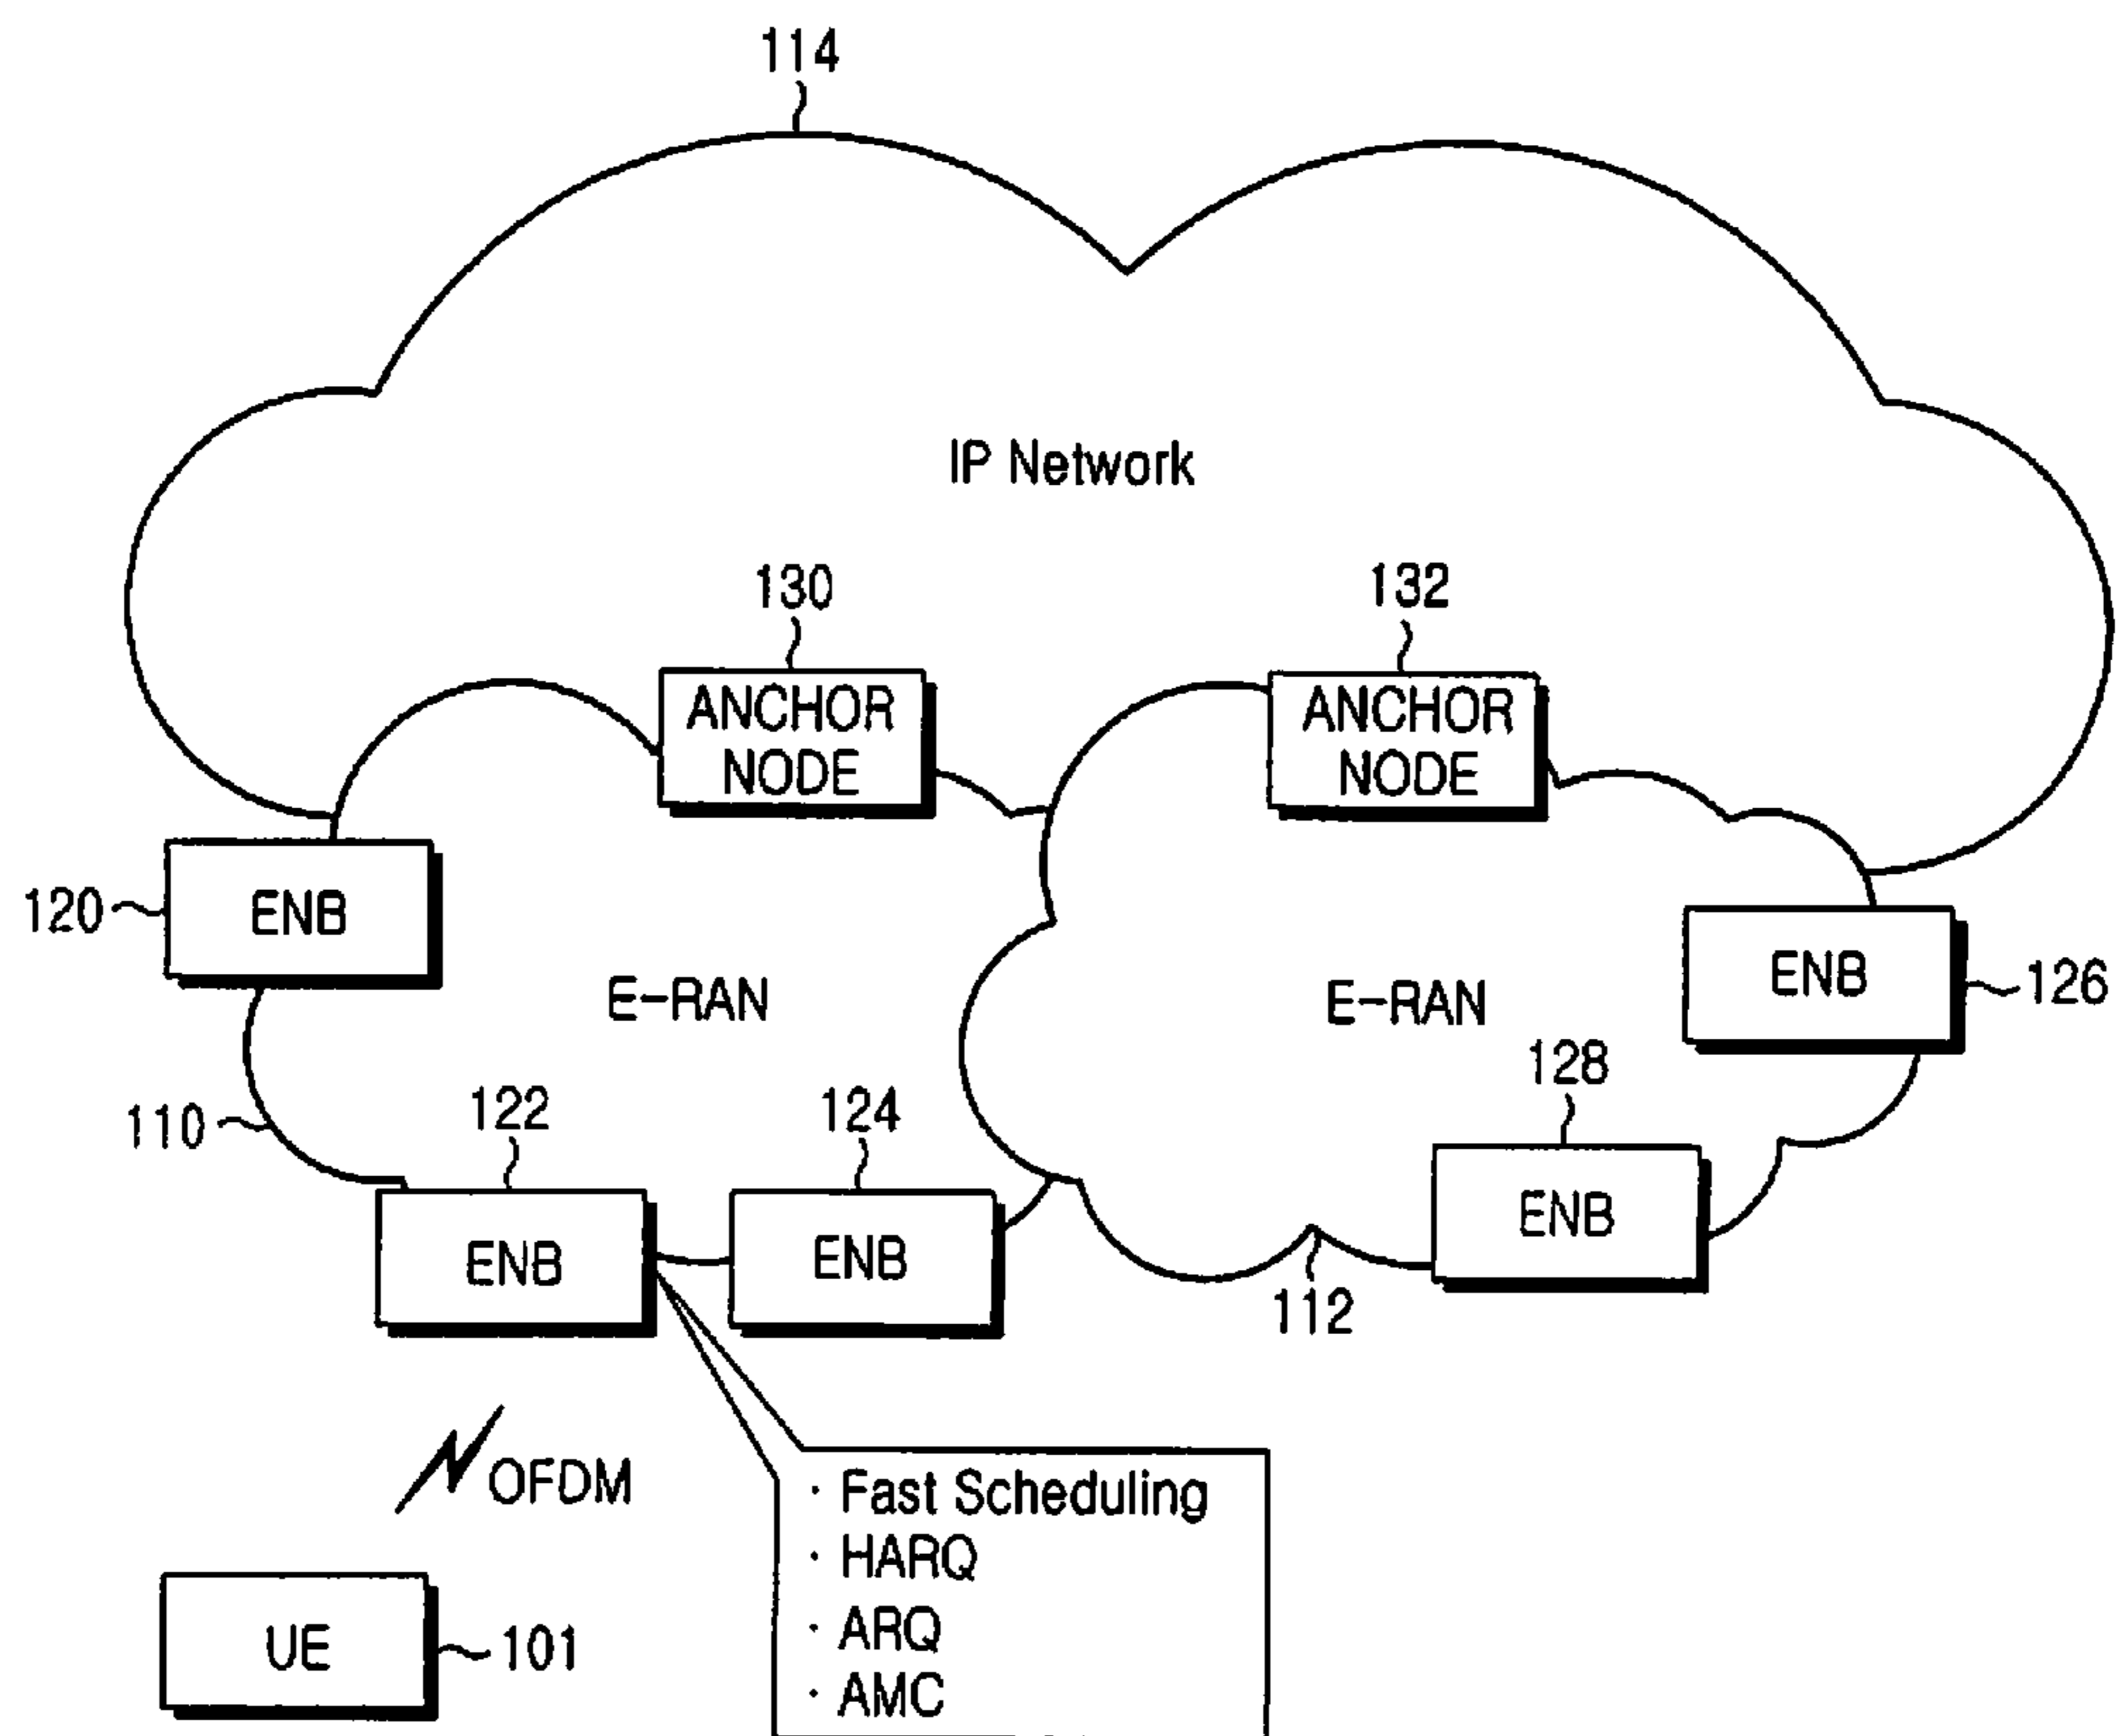 114
IP Network
130
132
ANCHOR
NODE
ANCHOR
NODE
120
ENB
E-RAN
E-RAN
ENB
126
110
122
124
128
ENB
ENB
ENB
112
OFDM
· Fast Scheduling
· HARQ
· ARQ
· AMC
UE
101